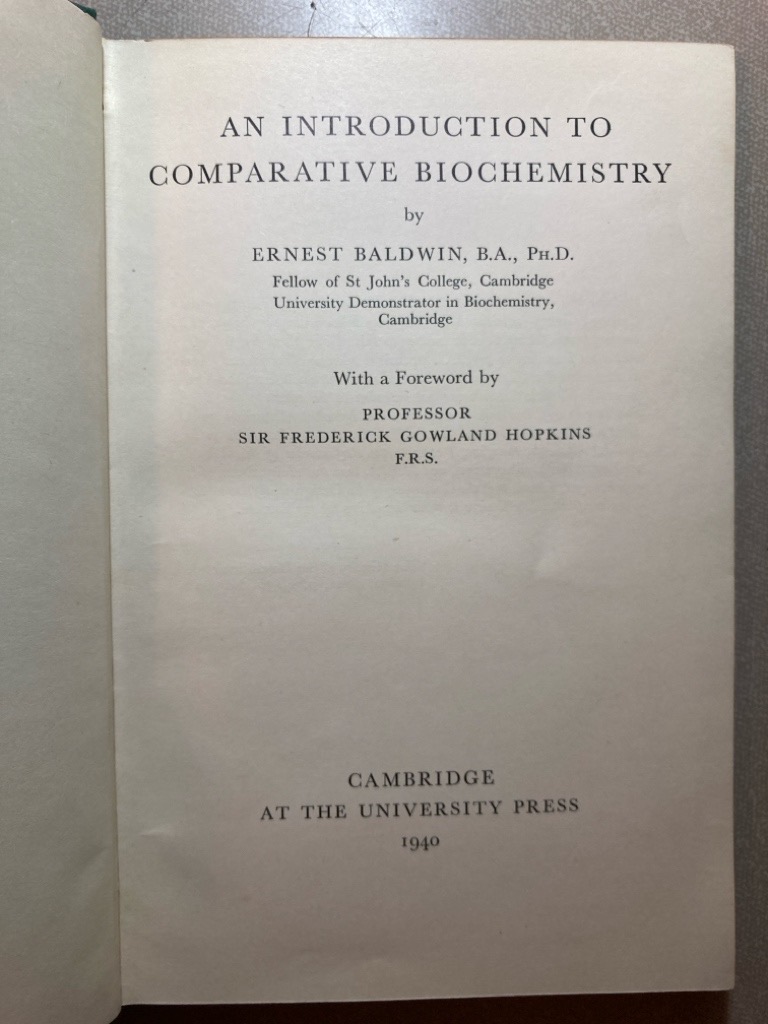 AN INTRODUCTION TO
COMPARATIVE BIOCHEMISTRY
by
ERNEST BALDWIN, B.A., PH.D.
Fellow of St John's College, Cambridge
University Demonstrator in Biochemistry,
Cambridge
With a Foreword by
PROFESSOR
SIR FREDERICK GOWLAND HOPKINS
F.R.S.
CAMBRIDGE
AT THE UNIVERSITY PRESS
1940